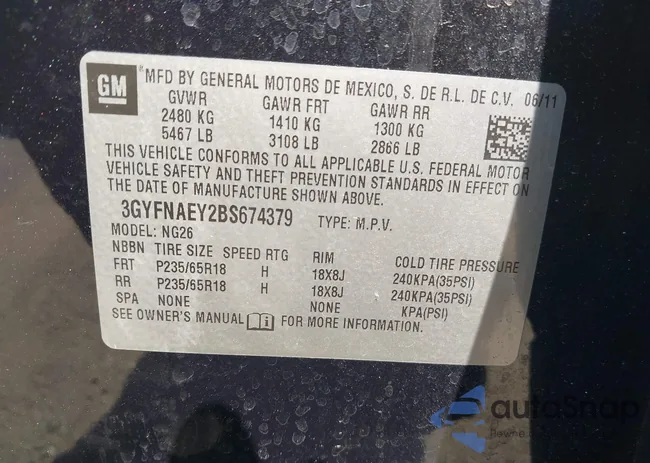 GM
"MFD BY GENERAL MOTORS DE MEXICO, S. DE R.L. DE C.V. 06/11
GVWR GAWR FRT GAWR RR
2480 KG 1410 KG 1300 KG
5467 LB 3108 LB 2866 LB
THIS VEHICLE CONFORMS TO ALL APPLICABLE U.S. FEDERAL MOTOR
VEHICLE SAFETY AND THEFT PREVENTION STANDARDS IN EFFECT ON
THE DATE OF MANUFACTURE SHOWN ABOVE.
3GYFNAEY2BS674379 TYPE: M.P.V.
MODEL: NG26
NBBN TIRE SIZE SPEED RTG RIM COLD TIRE PRESSURE
FRT P235/65R18 H 18X8J 240KPA(35PSI)
RR P235/65R18 H 18X8J 240KPA(35PSI)
SPA NONE NONE KPA(PSI)
SEE OWNER'S MANUAL FOR MORE INFORMATION.
autoSnap